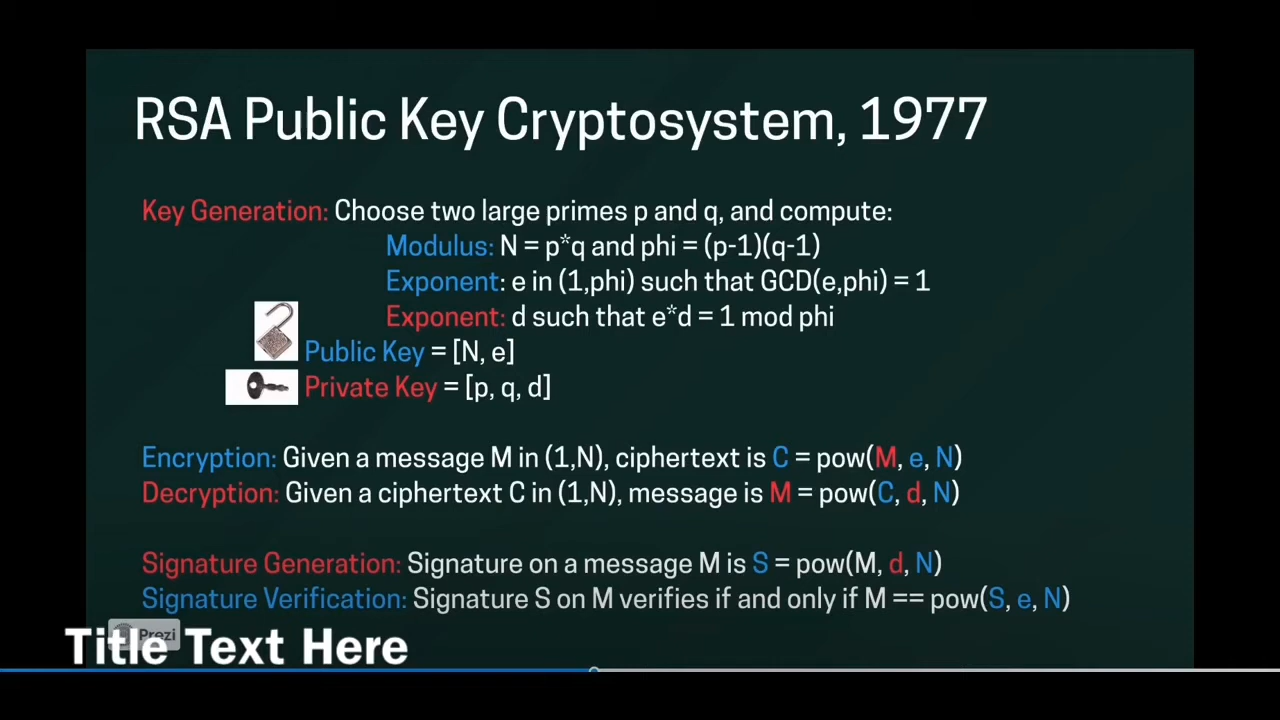 RSA Public Key Cryptosystem, 1977
Key Generation: Choose two large primes p and q, and compute:
Modulus: N = p*q and phi = (p-1)(q-1)
Exponent: e in (1,phi) such that GCD(e,phi) = 1
Exponent: d such that e*d = 1 mod phi
Public Key = [N, e]
Private Key = [p, q, d]
Encryption: Given a message M in (1,N), ciphertext is C = pow(M, e, N)
Decryption: Given a ciphertext C in (1,N), message is M = pow(C, d, N)
Signature Generation: Signature on a message M is S = pow(M, d, N)
Signature Verification: Signature S on M verifies if and only if M == pow(S, e, N)
Prezi
Title Text Here